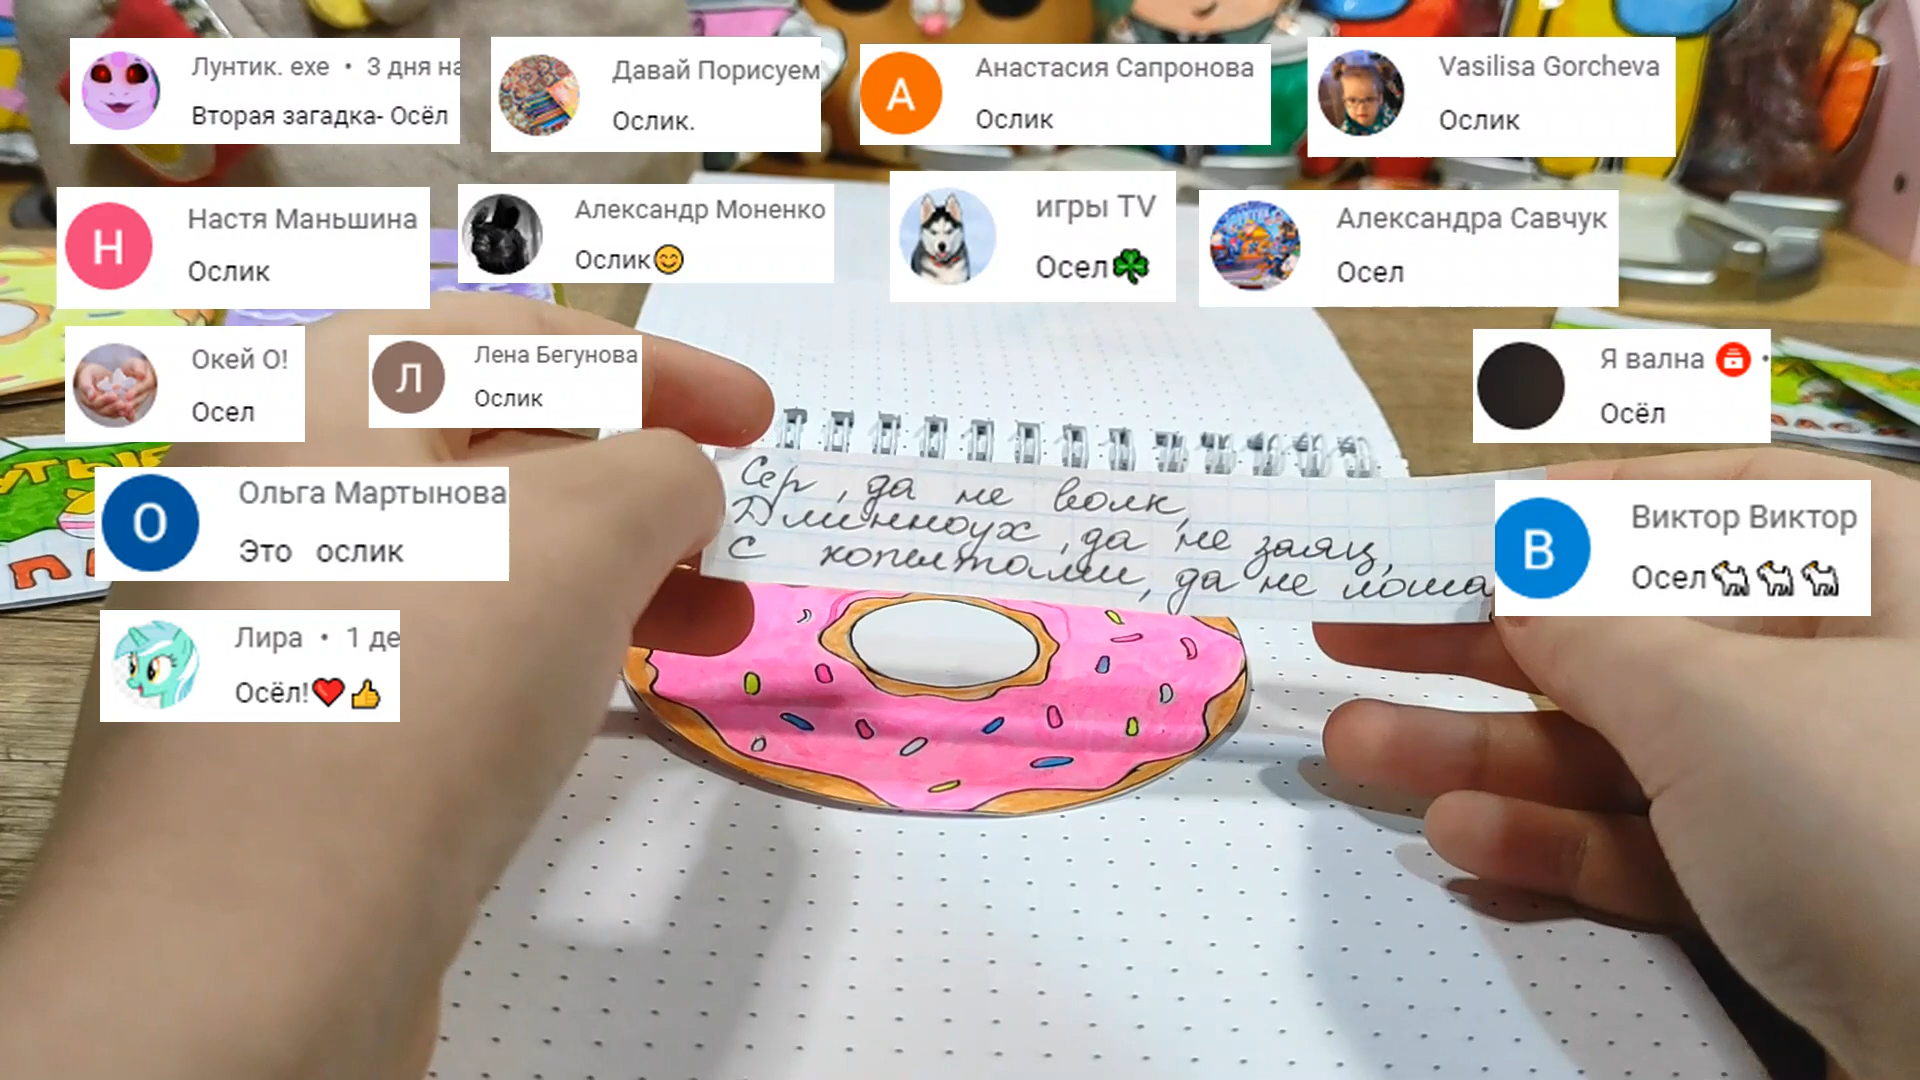 Лунтик. exe • 3 дня на
Вторая загадка- Осёл
Давай Порисуем
Ослик.
А
Анастасия Сапронова
Ослик
Vasilisa Gorcheva
Ослик
Н
Настя Маньшина
Ослик
Александр Моненко
Ослик😊
игры TV
Осел☘
Александра Савчук
Осел
Окей О!
Осел
Л
Лена Бегунова
Ослик
Я вална •
Осёл
О
Ольга Мартынова
Это ослик
Сер, да не волк,
Длинноух, да не заяц,
С копытами, да не лоша
В
Виктор Виктор
Осел🐐🐐🐐
Лира • 1 де
Осёл!❤👍